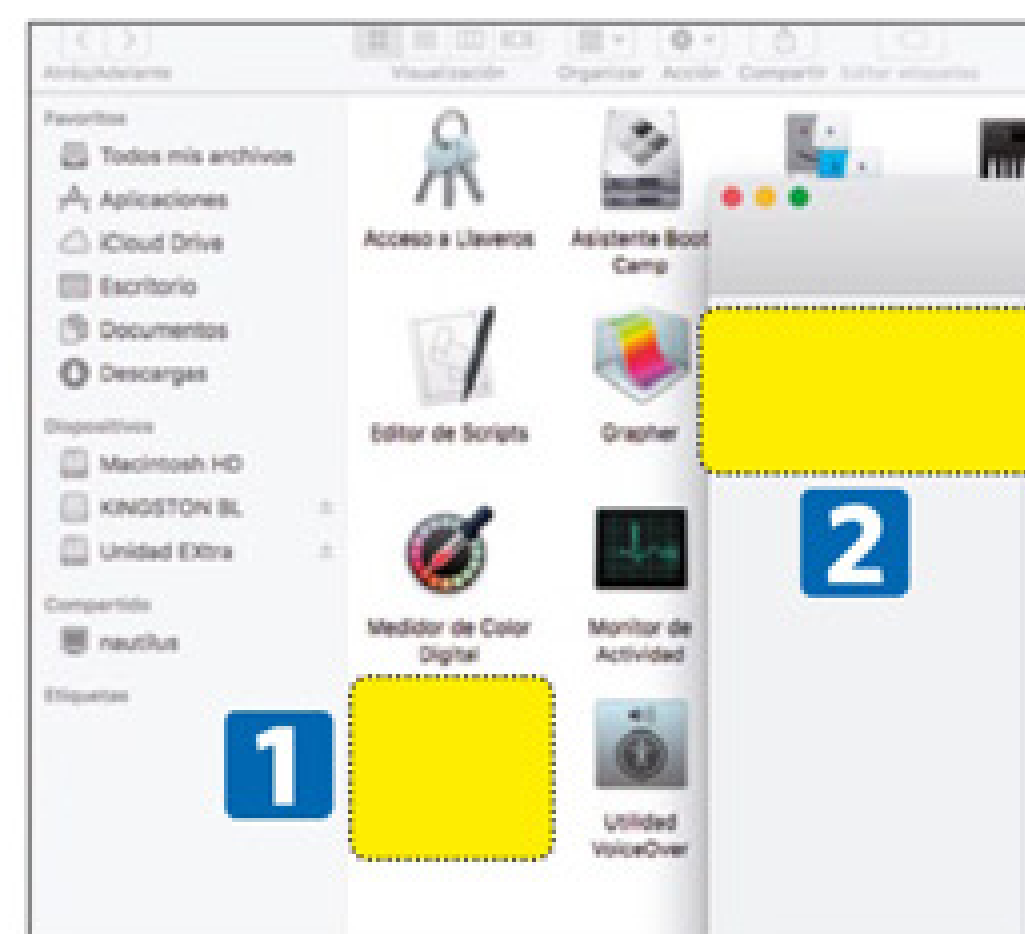 Atrás/Adelante
Visualización
Organizar
Acción
Compartir
Editar etiquetas
Favoritos
Todos mis archivos
Aplicaciones
iCloud Drive
Escritorio
Documentos
Descargas
Dispositivos
Macintosh HD
KINGSTON BL
Unidad EXtra
Compartido
nautilus
Etiquetas
Acceso a Llaveros
Asistente Boot
Camp
Editor de Scripts
Grapher
Medidor de Color
Digital
Monitor de
Actividad
Utilidad
VoiceOver
1
2